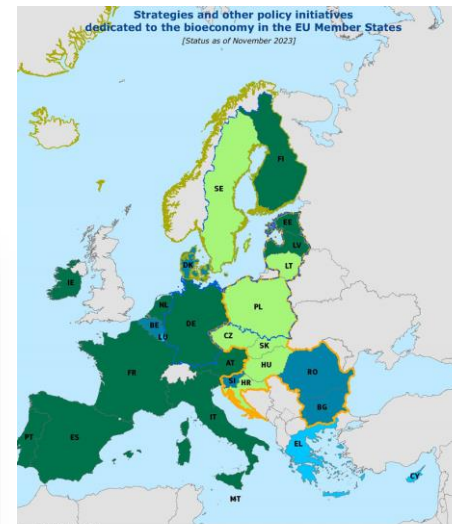 Strategies and other policy initiatives
dedicated to the bioeconomy in the EU Member States
[Status as of November 2023]
FI
SE
EE
LV
DK
LT
IE
NL
PL
DE
BE
LU
CZ
SK
FR
AT
HU
SI
HR
RO
IT
BG
PT
ES
EL
CY
MT